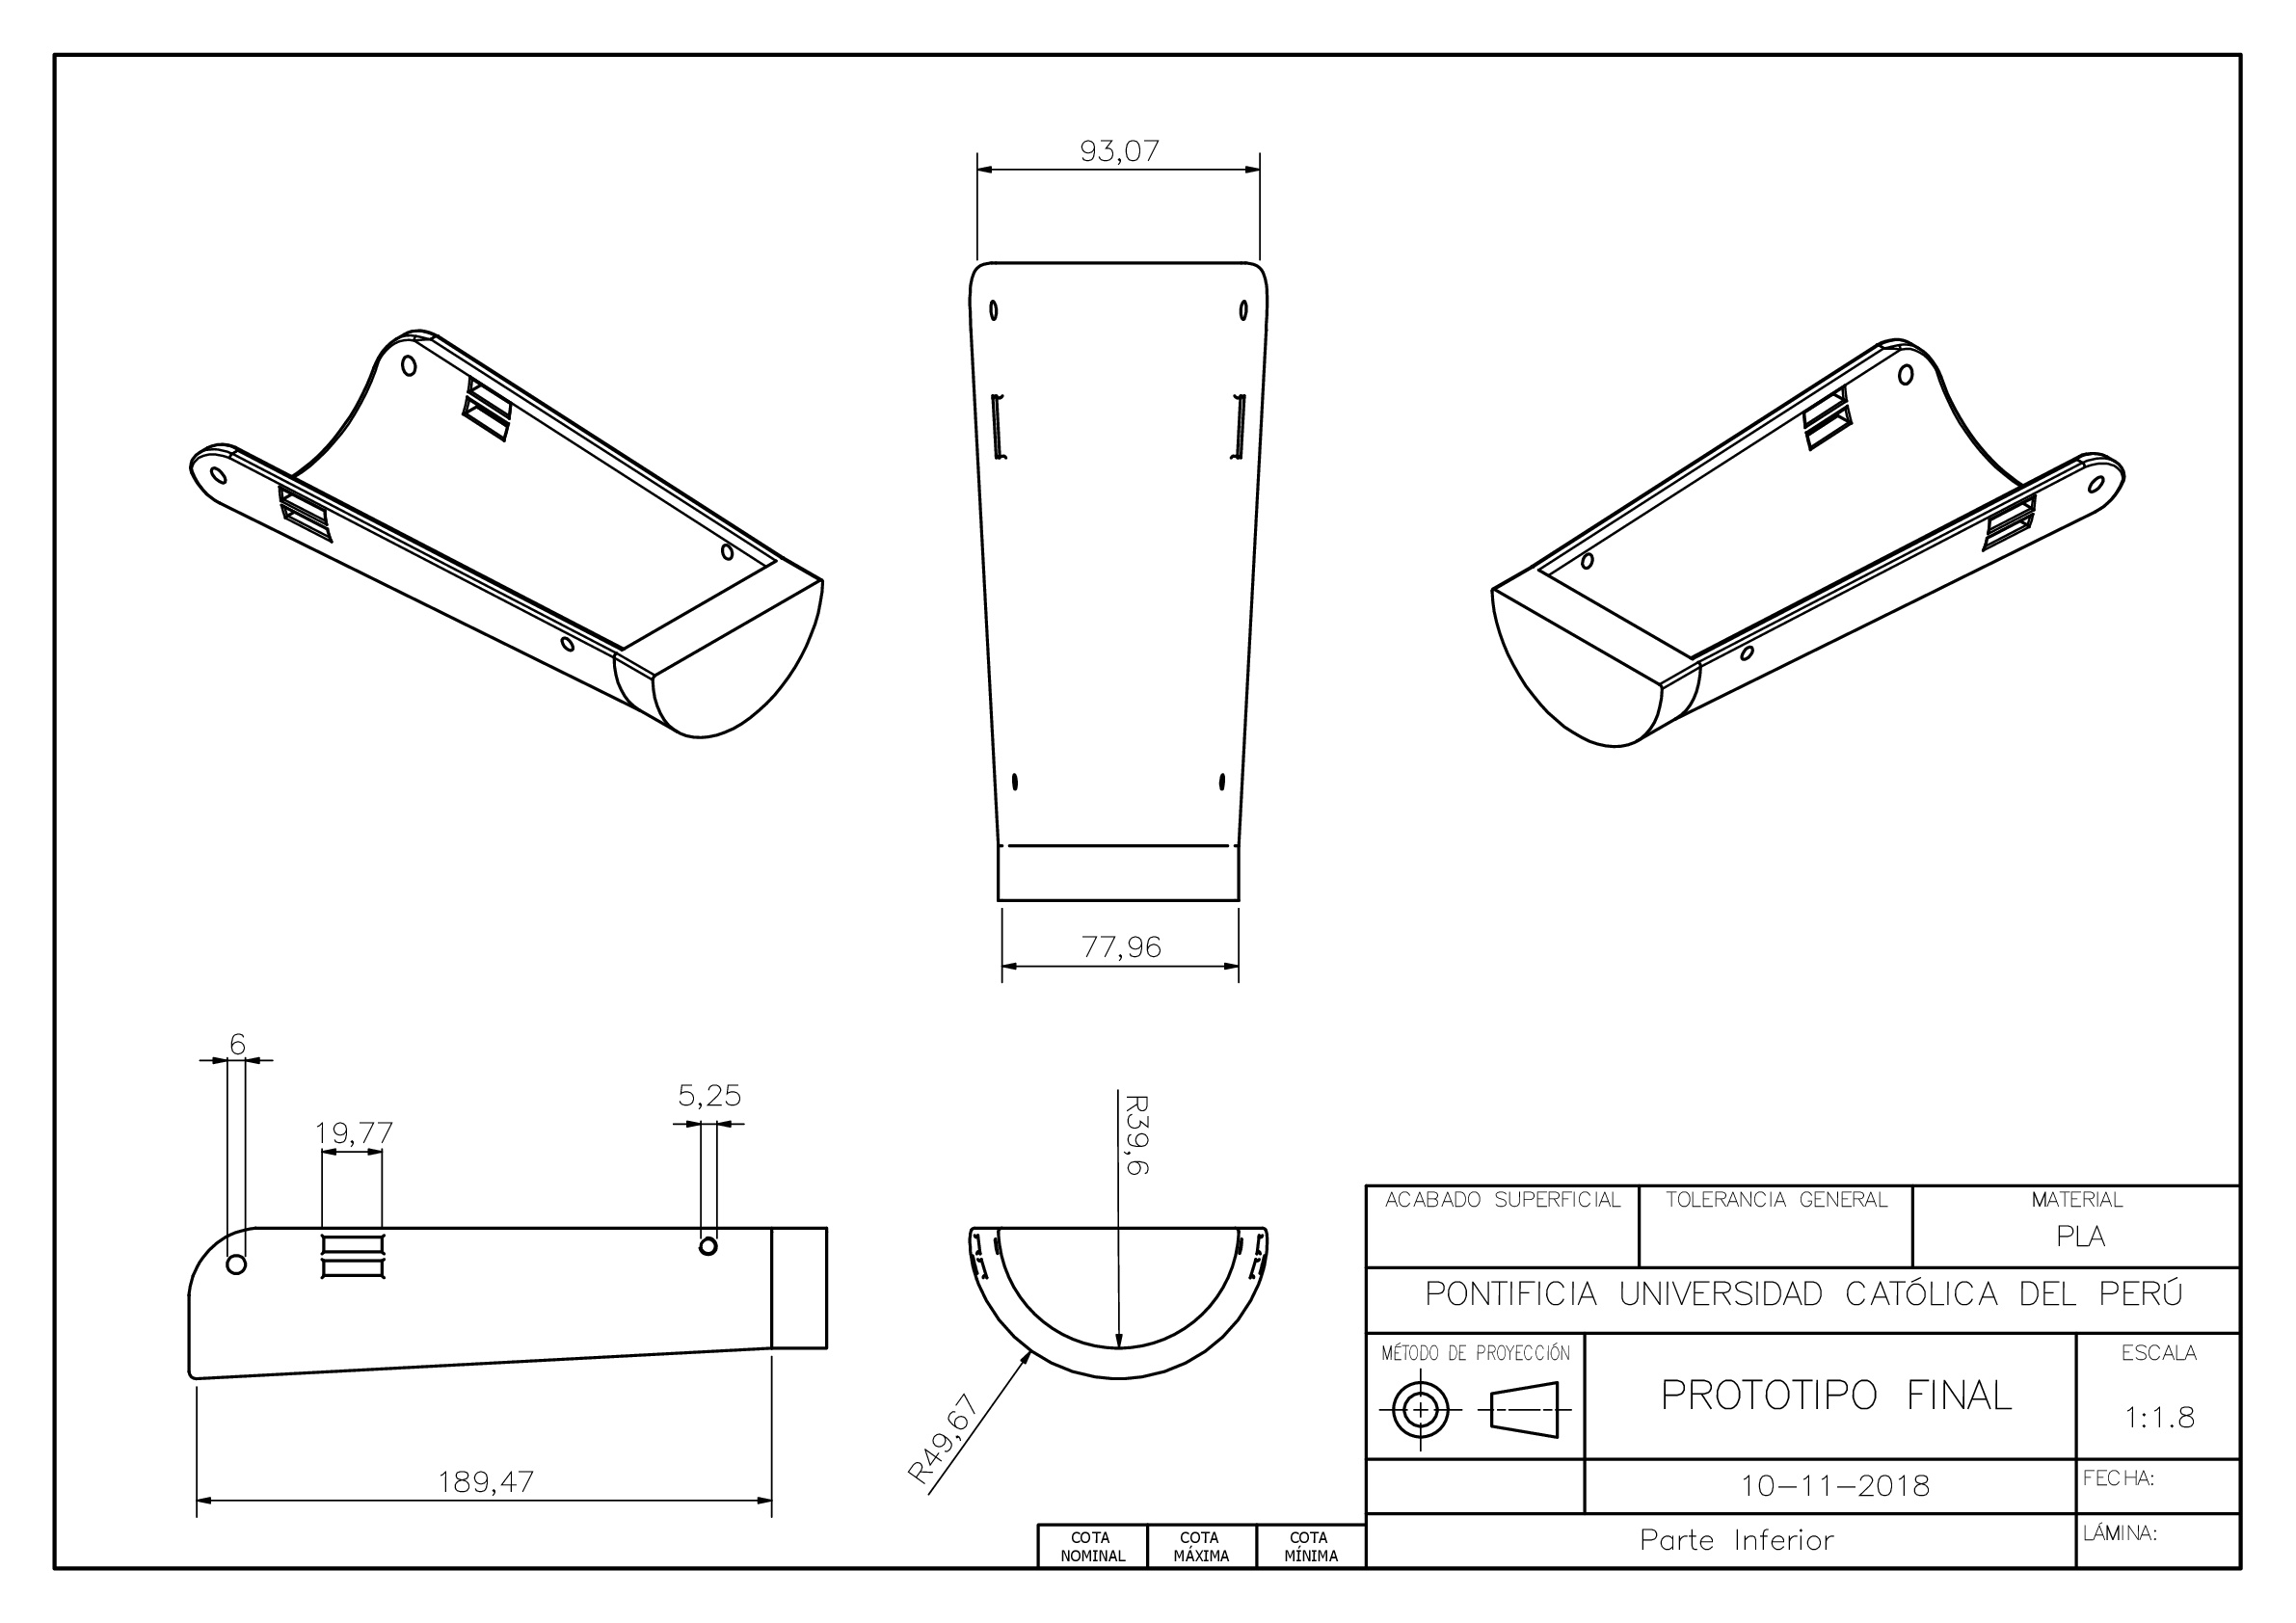 93,07
77,96
6
5,25
19,77
R39,6
R49,67
189,47
ACABADO SUPERFICIAL
TOLERANCIA GENERAL
MATERIAL
PLA
PONTIFICIA UNIVERSIDAD CATÓLICA DEL PERÚ
MÉTODO DE PROYECCIÓN
PROTOTIPO FINAL
ESCALA
1:1.8
10-11-2018
FECHA:
Parte Inferior
LÁMINA:
COTA
NOMINAL
COTA
MÁXIMA
COTA
MÍNIMA